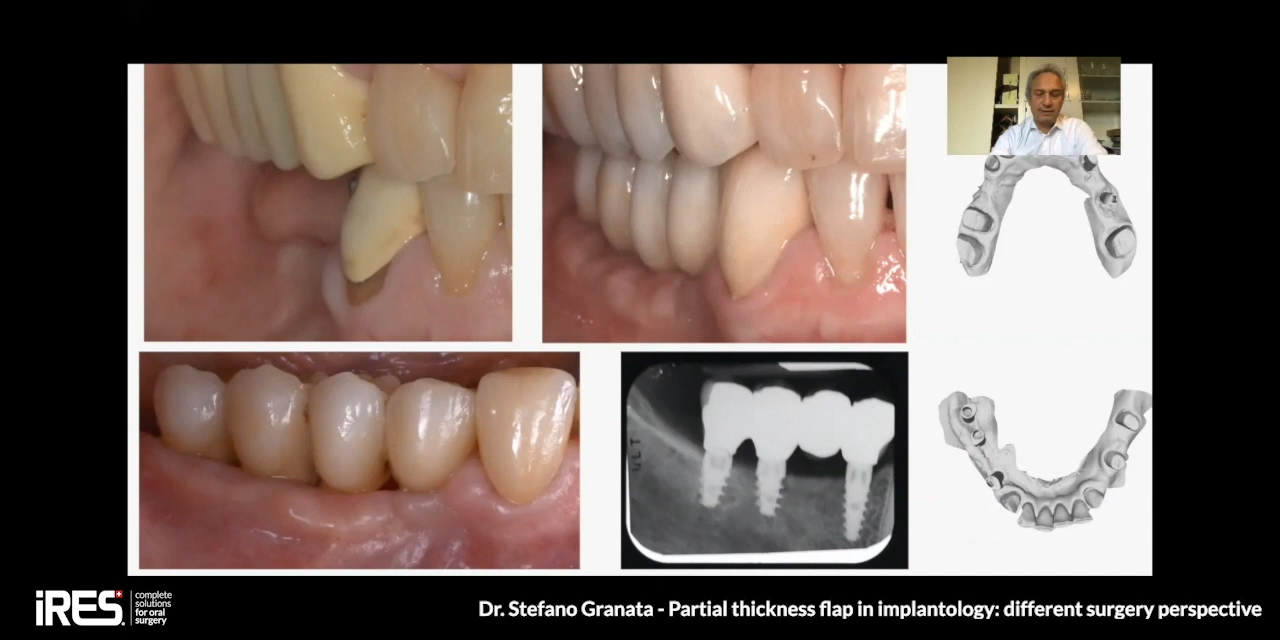 iRES
complete
solutions
for oral
surgery
Dr. Stefano Granata - Partial thickness flap in implantology: different surgery perspective